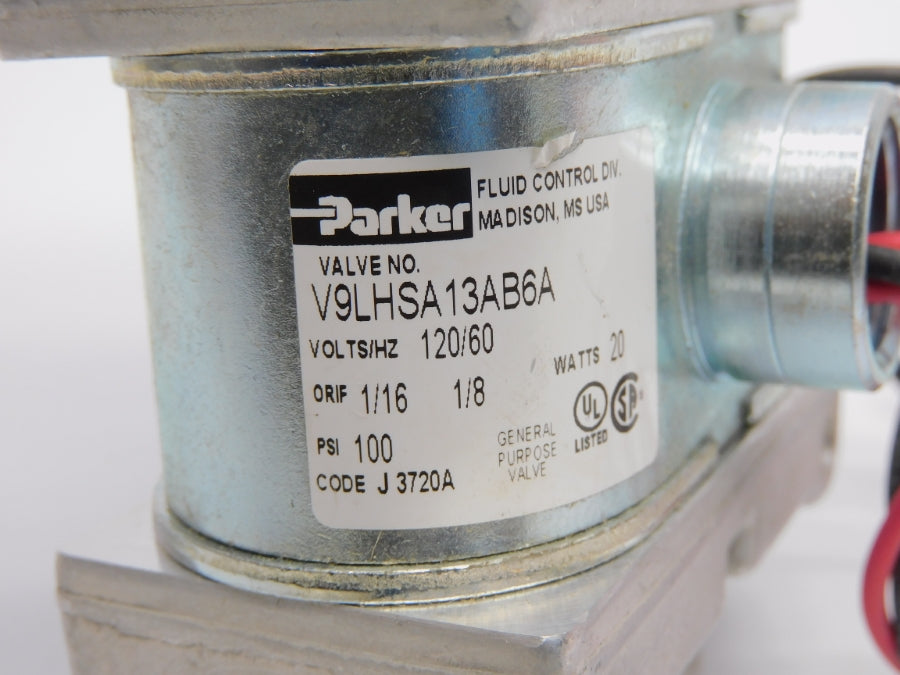 Parker
FLUID CONTROL DIV.
MADISON, MS USA
VALVE NO.
V9LHSA13AB6A
VOLTS/HZ 120/60
WATTS 20
ORIF 1/16 1/8
PSI 100
CODE J 3720A
GENERAL
PURPOSE
VALVE
UL
LISTED
SA